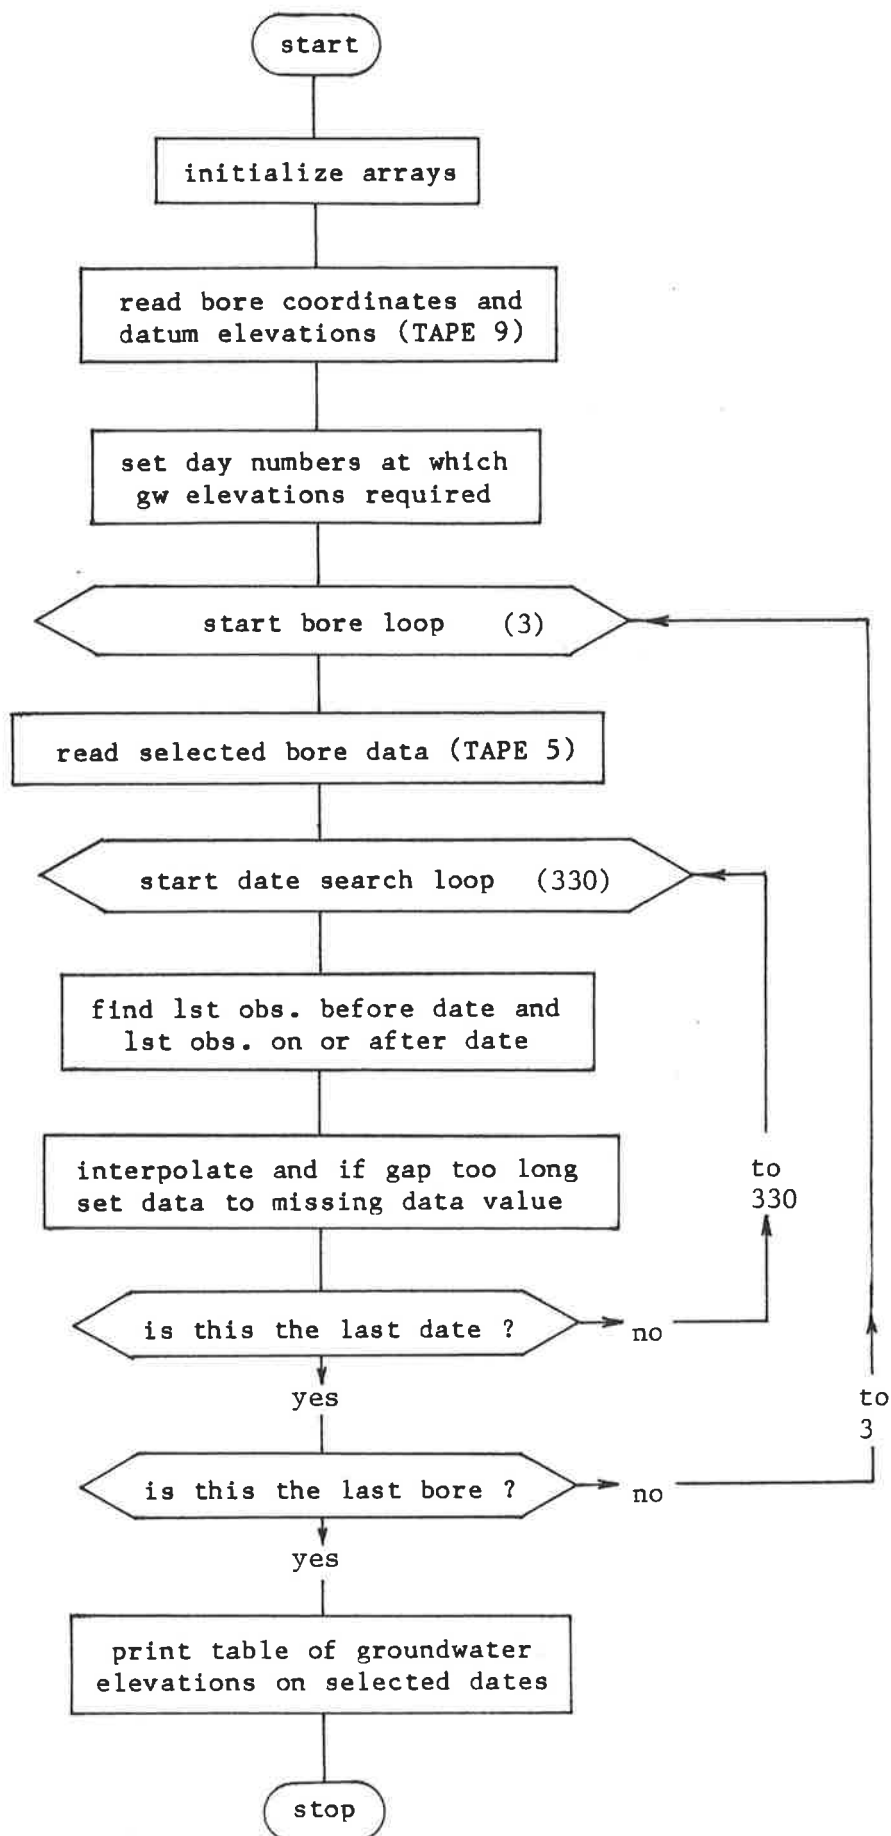 start
initialize arrays
read bore coordinates and
datum elevations (TAPE 9)
set day numbers at which
gw elevations required
start bore loop (3)
read selected bore data (TAPE 5)
start date search loop (330)
find lst obs. before date and
lst obs. on or after date
interpolate and if gap too long
set data to missing data value
to
330
is this the last date ?
no
yes
to
3
is this the last bore ?
no
yes
print table of groundwater
elevations on selected dates
stop